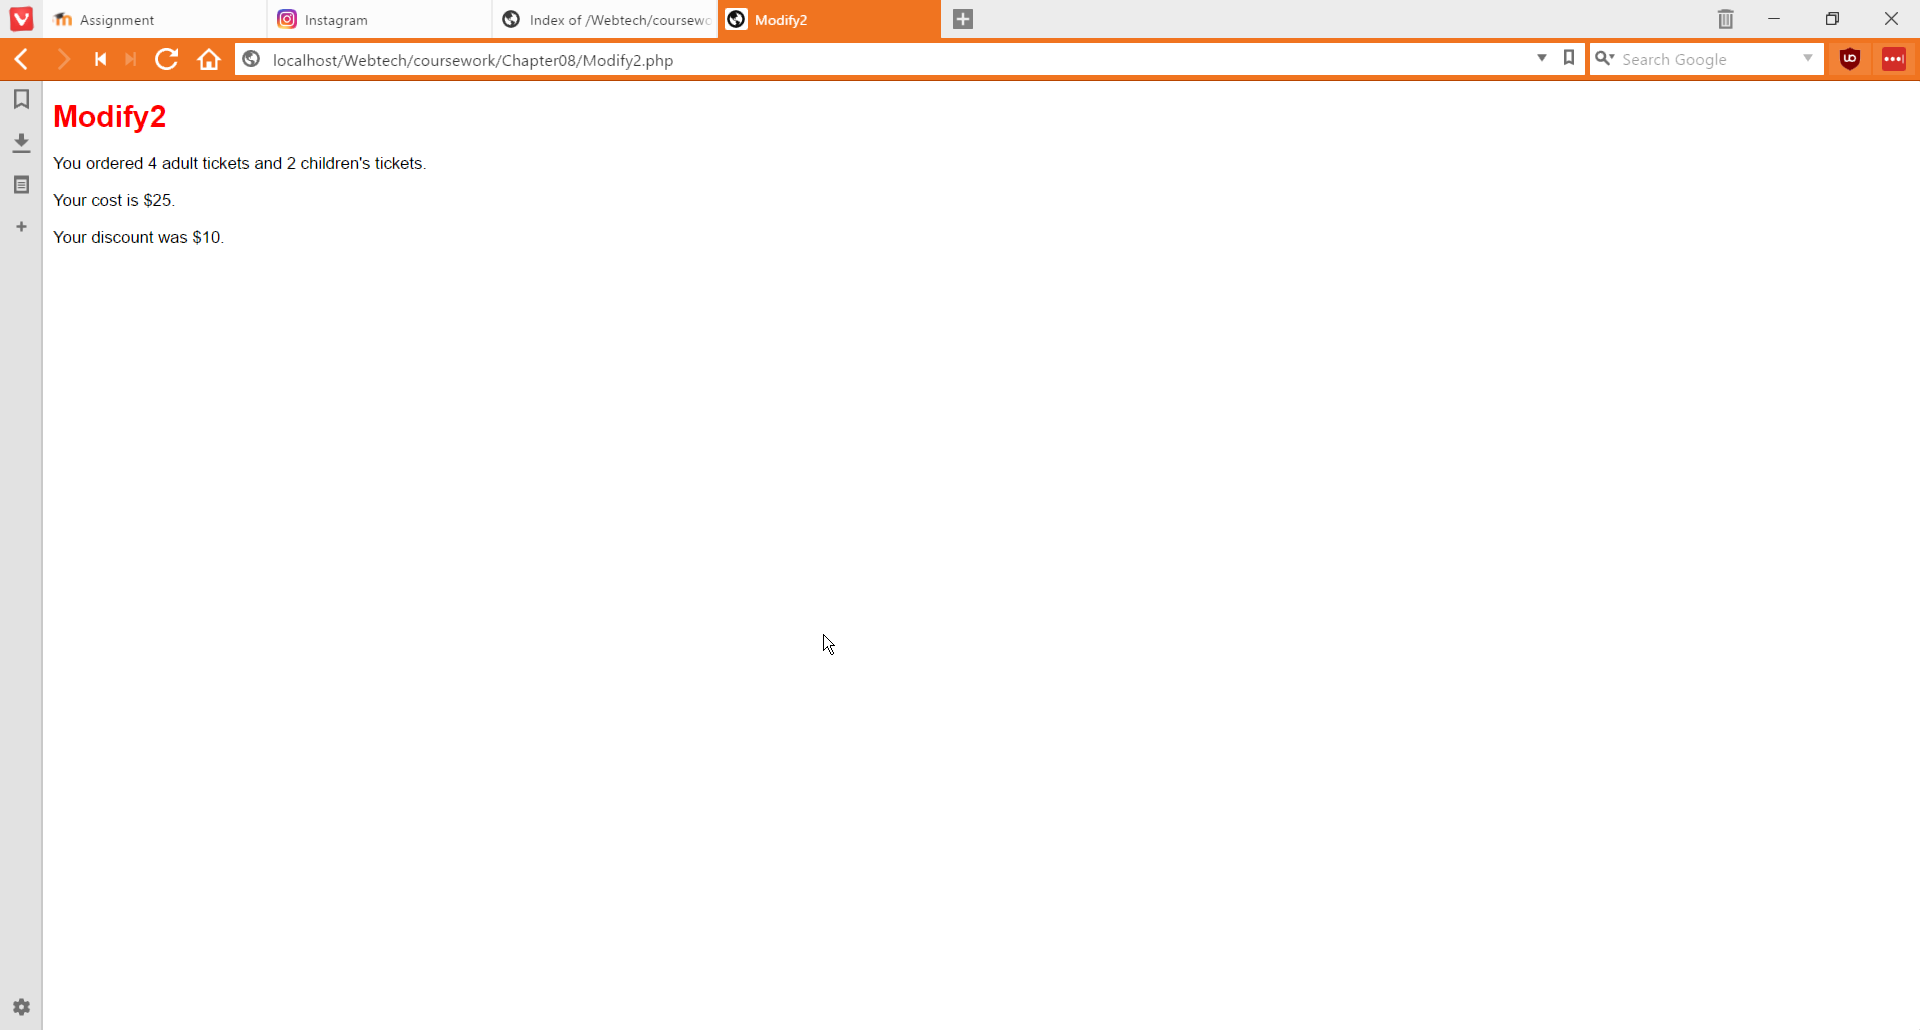 Assignment
Instagram
Index of /Webtech/coursewo
Modify2
localhost/Webtech/coursework/Chapter08/Modify2.php
Search Google
Modify2
You ordered 4 adult tickets and 2 children's tickets.
Your cost is $25.
Your discount was $10.